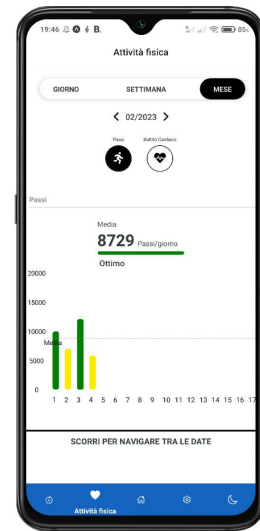 19:46 B. 85%
Attività fisica
GIORNO SETTIMANA MESE
02/2023
Passi Battito Cardiaco
Passi
Media
8729 Passi/giorno
Ottimo
20000
15000
10000
Media
5000
0
1 2 3 4 5 6 7 8 9 10 11 12 13 14 15 16 17
SCORRI PER NAVIGARE TRA LE DATE
Attività fisica